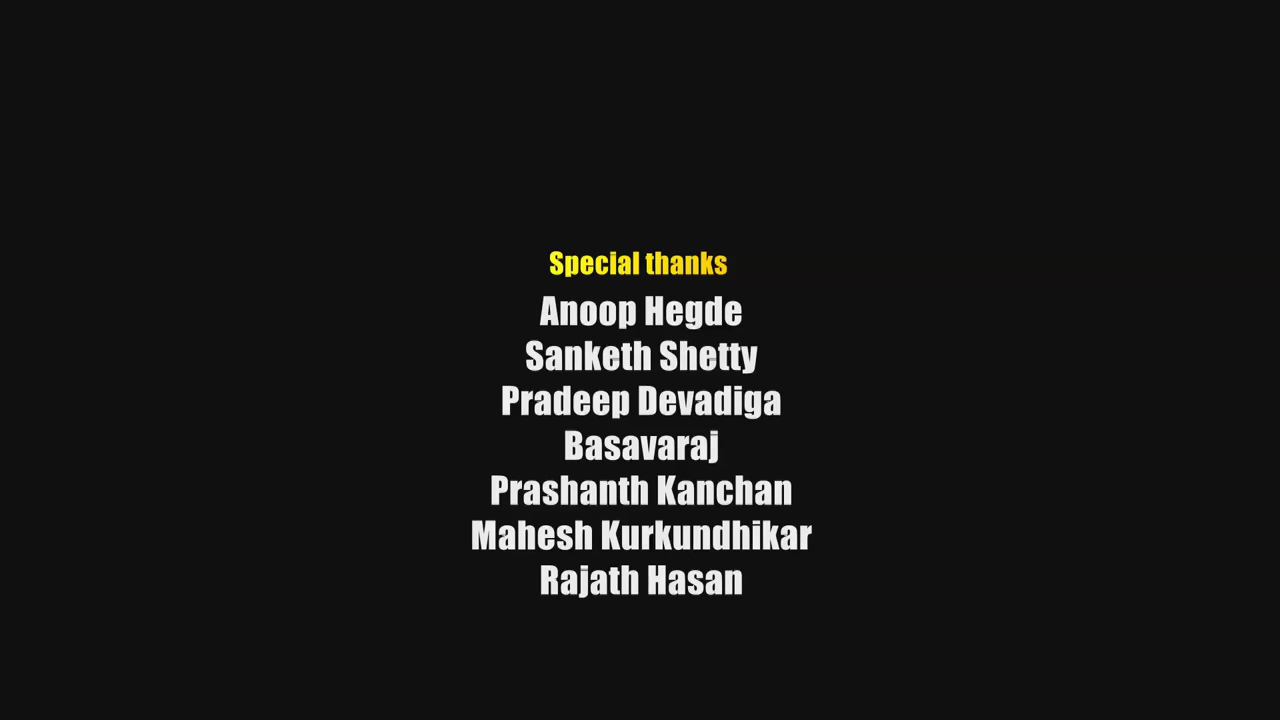 Special thanks
Anoop Hegde
Sanketh Shetty
Pradeep Devadiga
Basavaraj
Prashanth Kanchan
Mahesh Kurkundhikar
Rajath Hasan